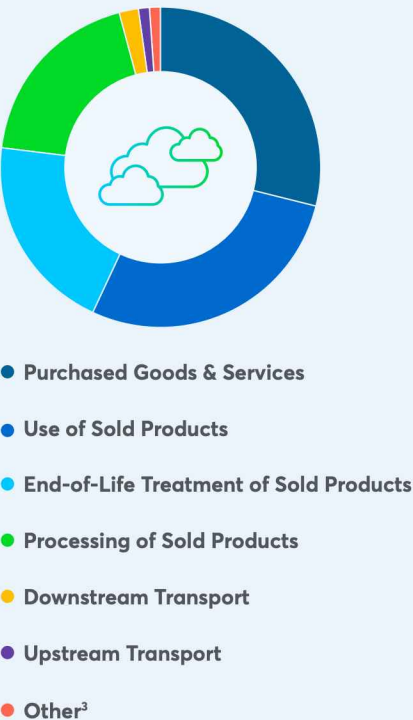 Purchased Goods & Services
Use of Sold Products
End-of-Life Treatment of Sold Products
Processing of Sold Products
Downstream Transport
Upstream Transport
Other³